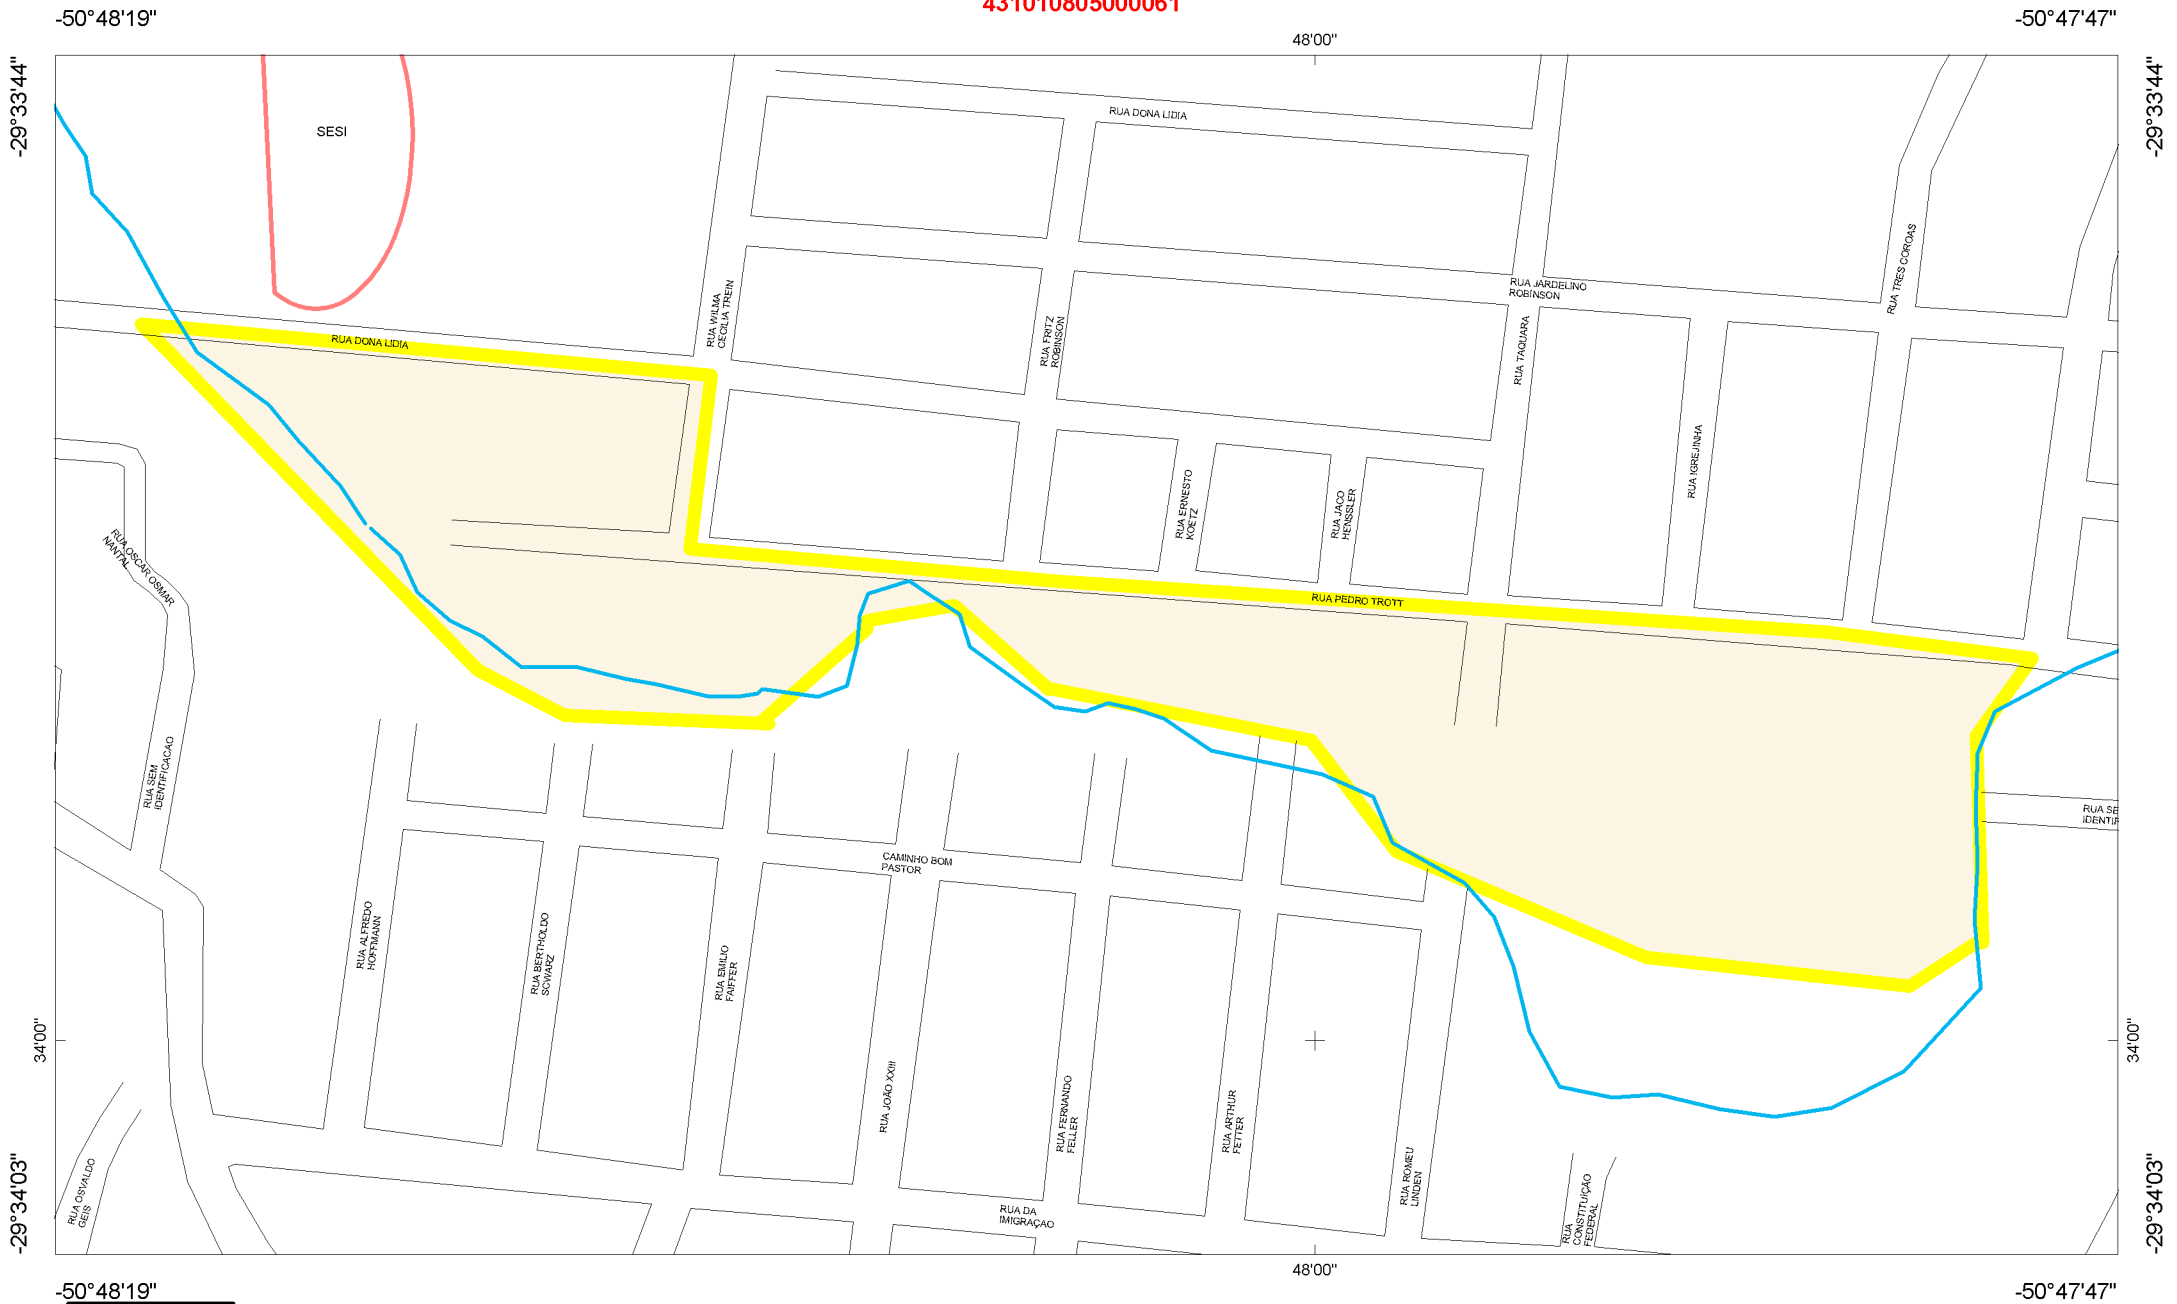 431010805000061
-50°48'19"
-50°47'47"
48'00"
-29°33'44"
-29°33'44"
SESI
RUA DONA LIDIA
RUA TRES COROAS
RUA JARDELINO
ROBINSON
RUA WILMA
CECILIA TREIN
RUA FRITZ
ROBINSON
RUA TAQUARA
RUA DONA LIDIA
RUA IGREJINHA
RUA ERNESTO
KOETZ
RUA JACO
HENSSLER
RUA OSCAR OSMAR
NANTAL
RUA PEDRO TROTT
RUA SEM
IDENTIFICACAO
RUA SE
IDENTIF
CAMINHO BOM
PASTOR
RUA ALFREDO
HOFFMANN
RUA BERTHOLDO
SCWARZ
RUA EMILIO
FAIFFER
34'00"
34'00"
RUA JOÃO XXIII
RUA FERNANDO
FELLER
RUA ARTHUR
FETTER
RUA ROMEU
LINDEN
RUA
CONSTITUIÇÃO
FEDERAL
RUA OSVALDO
GEIS
RUA DA
IMIGRAÇAO
-29°34'03"
-29°34'03"
48'00"
-50°48'19"
-50°47'47"